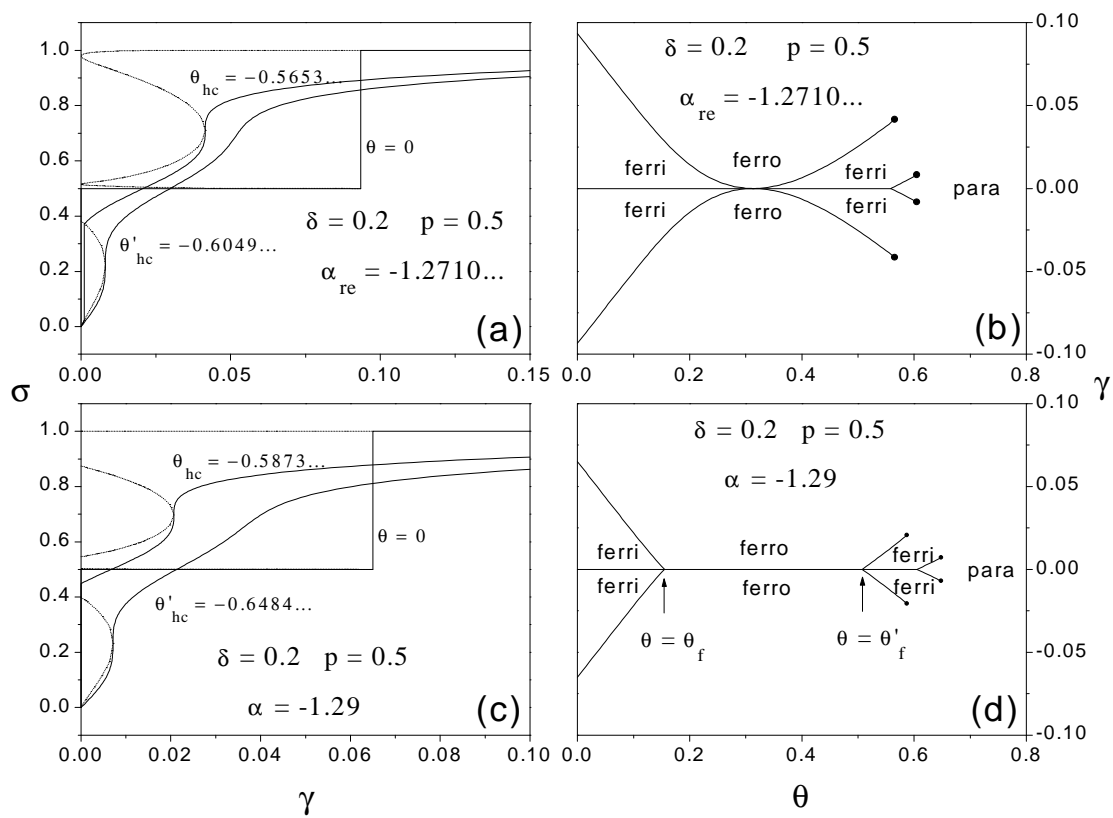 1.0
0.8
0.6
0.4
0.2
0.0
θhc = -0.5653...
θ = 0
δ = 0.2 p = 0.5
θ'hc = -0.6049...
αre = -1.2710...
(a)
0.00 0.05 0.10 0.15
δ = 0.2 p = 0.5
αre = -1.2710...
ferri ferro ferri para
ferri ferro ferri
(b)
0.10
0.05
0.00
-0.05
-0.10
0.0 0.2 0.4 0.6 0.8
σ
γ
1.0
0.8
0.6
0.4
0.2
0.0
θhc = -0.5873...
θ = 0
θ'hc = -0.6484...
δ = 0.2 p = 0.5
α = -1.29
(c)
0.00 0.02 0.04 0.06 0.08 0.10
γ
δ = 0.2 p = 0.5
α = -1.29
ferri ferro ferri para
ferri ferro ferri
θ = θf
θ = θ'f
(d)
0.10
0.05
0.00
-0.05
-0.10
0.0 0.2 0.4 0.6 0.8
θ